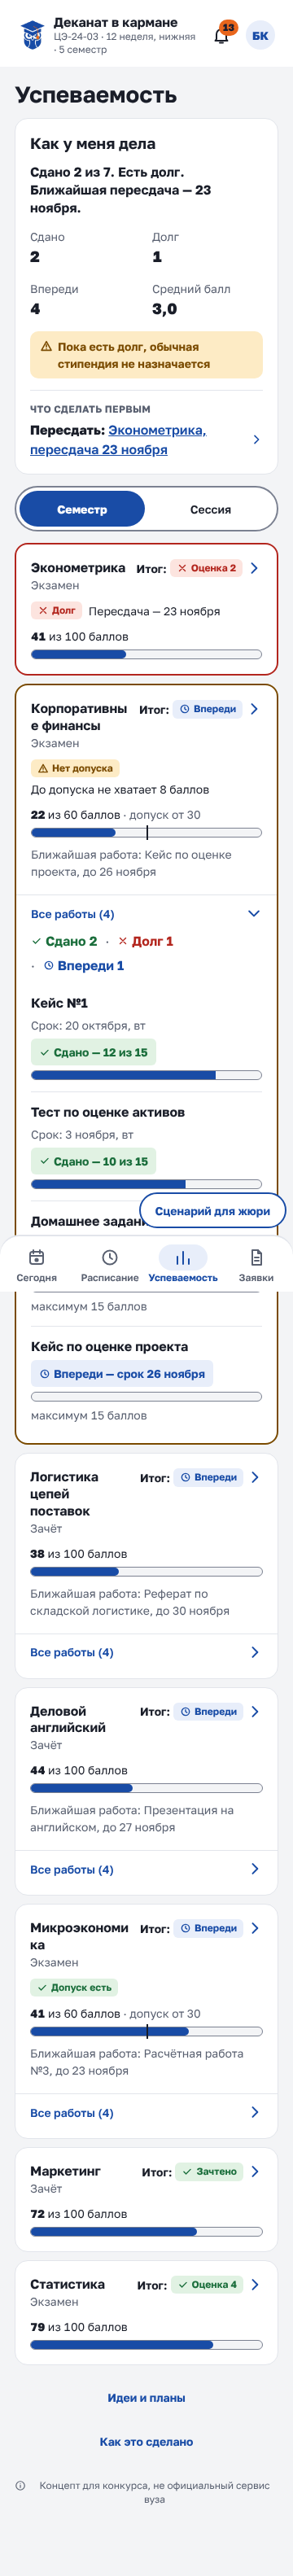 Деканат в кармане
ЦЭ-24-03 · 12 неделя, нижняя
· 5 семестр
13
БК
Успеваемость
Как у меня дела
Сдано 2 из 7. Есть долг.
Ближайшая пересдача — 23
ноября.
Сдано
Долг
2
1
Впереди
Средний балл
4
3,0
Пока есть долг, обычная
стипендия не назначается
ЧТО СДЕЛАТЬ ПЕРВЫМ
Пересдать: Эконометрика,
пересдача 23 ноября
Семестр
Сессия
Эконометрика
Итог: Оценка 2
Экзамен
Долг Пересдача — 23 ноября
41 из 100 баллов
Корпоративны
е финансы
Итог: Впереди
Экзамен
Нет допуска
До допуска не хватает 8 баллов
22 из 60 баллов · допуск от 30
Ближайшая работа: Кейс по оценке
проекта, до 26 ноября
Все работы (4)
Сдано 2 · Долг 1
· Впереди 1
Кейс №1
Срок: 20 октября, вт
Сдано — 12 из 15
Тест по оценке активов
Срок: 3 ноября, вт
Сдано — 10 из 15
Домашнее задани
Сценарий для жюри
Сегодня
Расписание
Успеваемость
Заявки
максимум 15 баллов
Кейс по оценке проекта
Впереди — срок 26 ноября
максимум 15 баллов
Логистика
цепей
поставок
Итог: Впереди
Зачёт
38 из 100 баллов
Ближайшая работа: Реферат по
складской логистике, до 30 ноября
Все работы (4)
Деловой
английский
Итог: Впереди
Зачёт
44 из 100 баллов
Ближайшая работа: Презентация на
английском, до 27 ноября
Все работы (4)
Микроэкономи
ка
Итог: Впереди
Экзамен
Допуск есть
41 из 60 баллов · допуск от 30
Ближайшая работа: Расчётная работа
№3, до 23 ноября
Все работы (4)
Маркетинг
Итог: Зачтено
Зачёт
72 из 100 баллов
Статистика
Итог: Оценка 4
Экзамен
79 из 100 баллов
Идеи и планы
Как это сделано
Концепт для конкурса, не официальный сервис
вуза